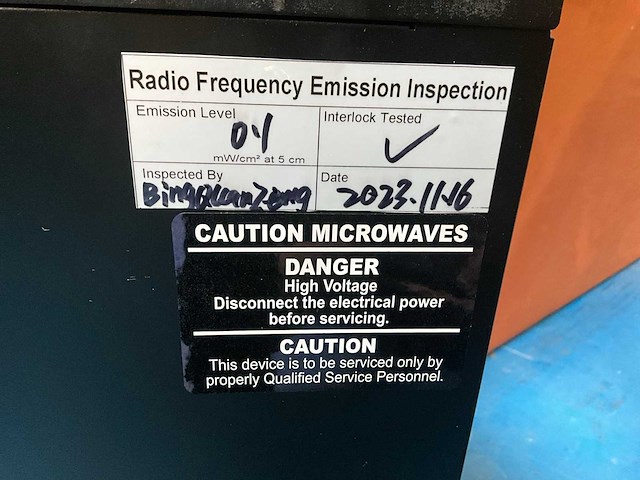 Radio Frequency Emission Inspection
Emission Level
mW/cm² at 5 cm
Interlock Tested
✓
Inspected By
Date
2023.11.16
CAUTION MICROWAVES
DANGER
High Voltage
Disconnect the electrical power
before servicing.
CAUTION
This device is to be serviced only by
properly Qualified Service Personnel.